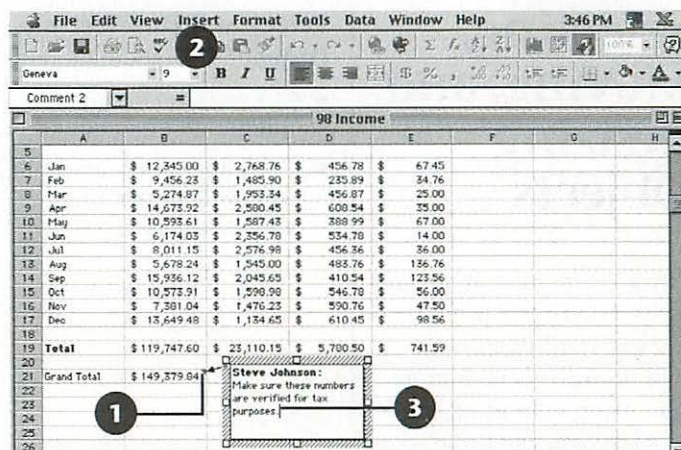 File Edit View Insert Format Tools Data Window Help 3:46 PM
2
Geneva 9 B I U $ % ,
Comment 2 =
98 Income
A B C D E F G H
5
6 Jan $ 12,345.00 $ 2,768.76 $ 456.78 $ 67.45
7 Feb $ 9,456.23 $ 1,485.90 $ 235.89 $ 34.76
8 Mar $ 5,274.87 $ 1,953.34 $ 456.87 $ 25.00
9 Apr $ 14,673.92 $ 2,580.45 $ 608.54 $ 35.00
10 May $ 10,593.61 $ 1,587.43 $ 388.99 $ 67.00
11 Jun $ 6,174.03 $ 2,356.78 $ 534.78 $ 14.00
12 Jul $ 8,011.15 $ 2,576.98 $ 456.36 $ 36.00
13 Aug $ 5,678.24 $ 1,545.00 $ 483.76 $ 136.76
14 Sep $ 15,936.12 $ 2,045.65 $ 410.54 $ 123.56
15 Oct $ 10,573.91 $ 1,598.98 $ 546.78 $ 56.00
16 Nov $ 7,381.04 $ 1,476.23 $ 590.76 $ 47.50
17 Dec $ 13,649.48 $ 1,134.65 $ 610.45 $ 98.56
18
19 Total $ 119,747.60 $ 23,110.15 $ 5,780.50 $ 741.59
20
21 Grand Total $ 149,379.84
Steve Johnson:
Make sure these numbers
are verified for tax
purposes.
1
3
22
23
24
25
26